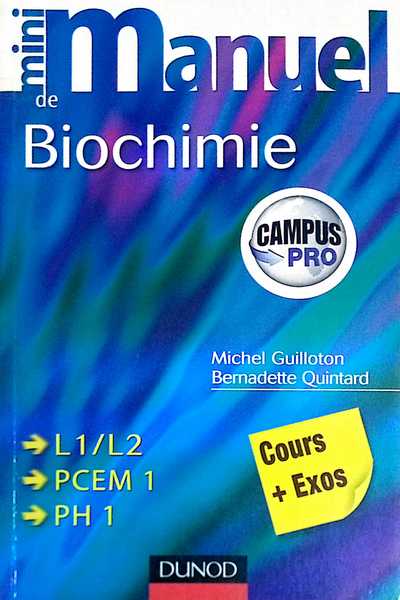 mini manuel
de
Biochimie
CAMPUS
PRO
Michel Guilloton
Bernadette Quintard
L1/L2
PCEM 1
PH 1
Cours
+ Exos
DUNOD